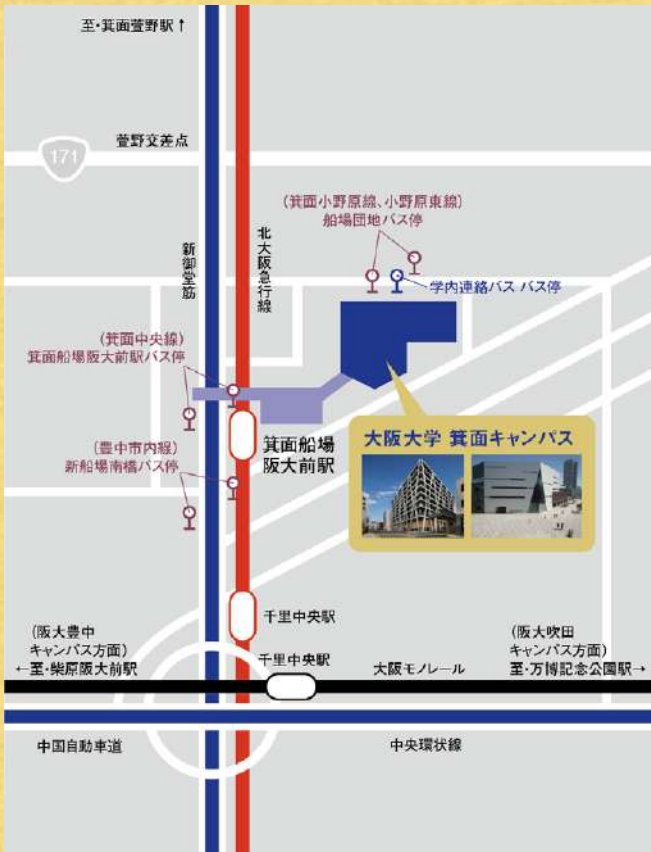 至・箕面萱野駅↑
萱野交差点
171
(箕面小野原線、小野原東線)
船場団地バス停
新御堂筋
北大阪急行線
学内連絡バス バス停
(箕面中央線)
箕面船場阪大前駅バス停
箕面船場
阪大前駅
大阪大学 箕面キャンパス
(豊中市内線)
新船場南橋バス停
千里中央駅
(阪大豊中
キャンパス方面)
←至・柴原阪大前駅
千里中央駅
大阪モノレール
(阪大吹田
キャンパス方面)
至・万博記念公園駅→
中国自動車道
中央環状線